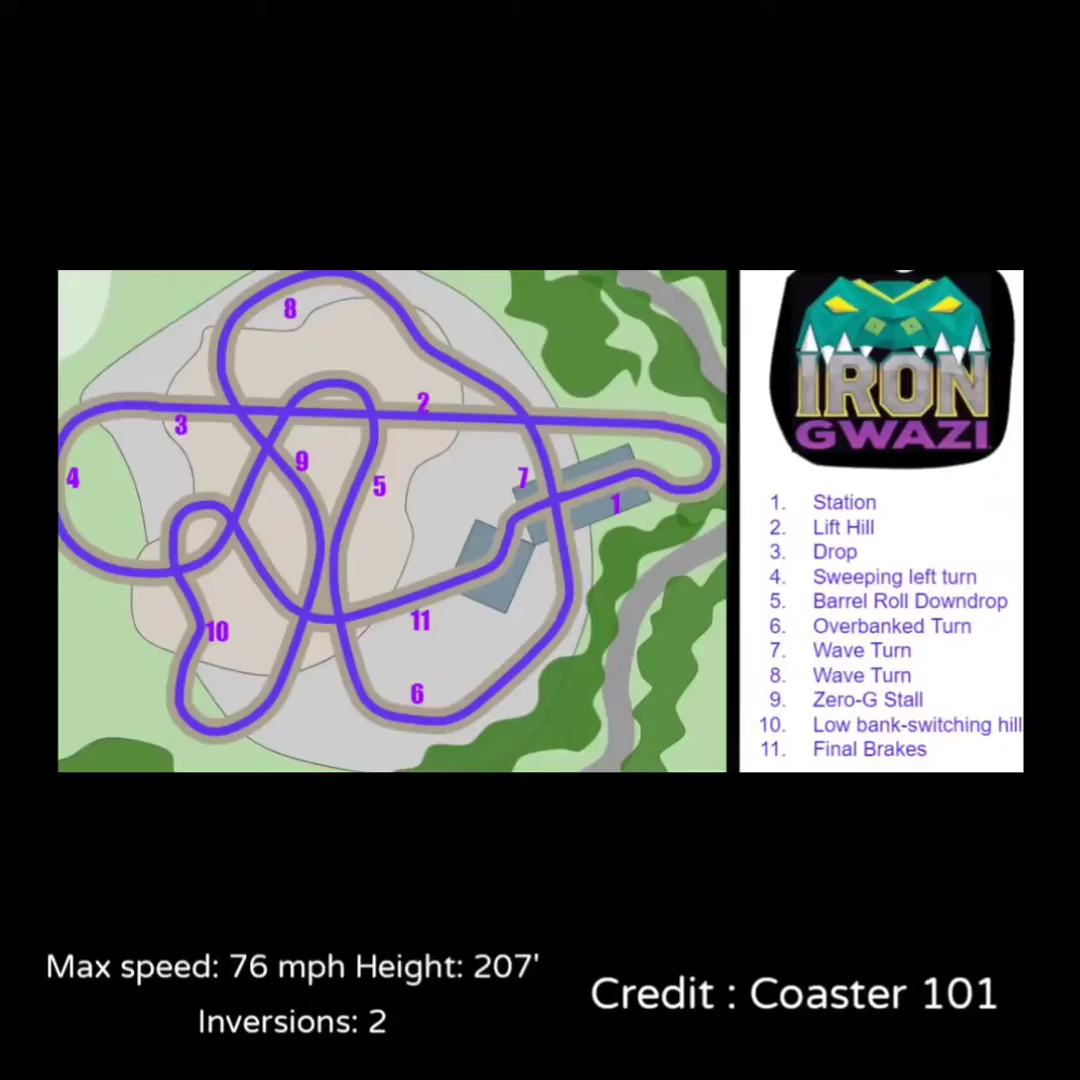 8
2
3
9
4
5
7
1
10
11
6
IRON
GWAZI
1. Station
2. Lift Hill
3. Drop
4. Sweeping left turn
5. Barrel Roll Downdrop
6. Overbanked Turn
7. Wave Turn
8. Wave Turn
9. Zero-G Stall
10. Low bank-switching hill
11. Final Brakes
Max speed: 76 mph Height: 207'
Inversions: 2
Credit : Coaster 101